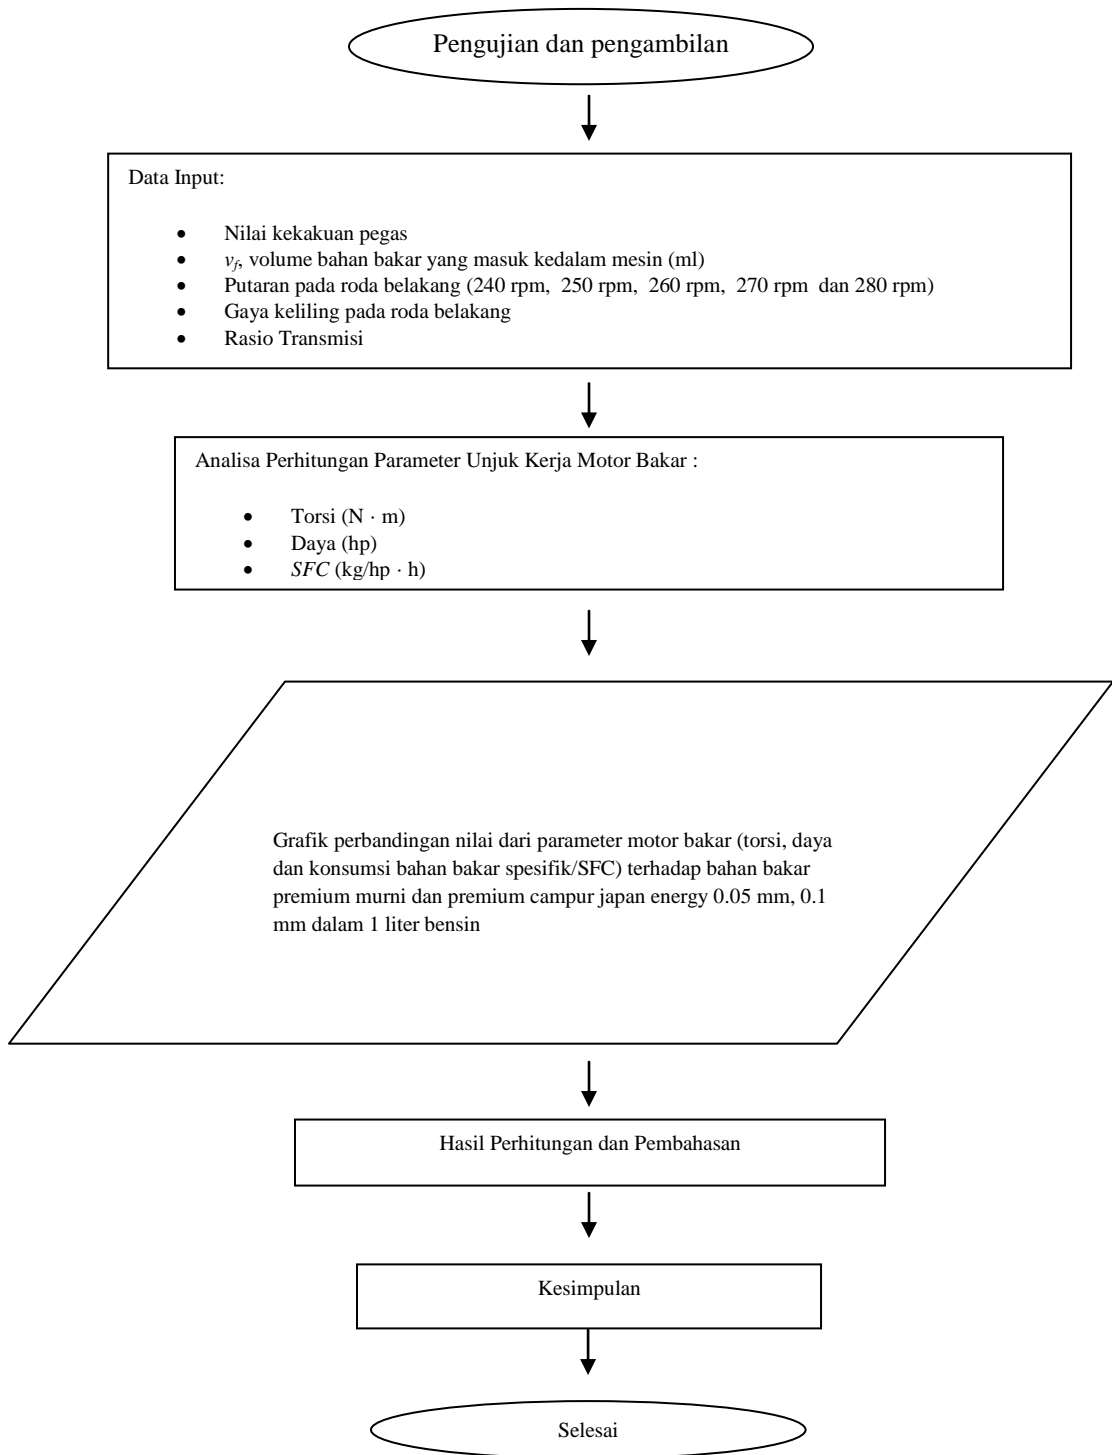 Pengujian dan pengambilan
Data Input:
• Nilai kekakuan pegas
• vf, volume bahan bakar yang masuk kedalam mesin (ml)
• Putaran pada roda belakang (240 rpm, 250 rpm, 260 rpm, 270 rpm dan 280 rpm)
• Gaya keliling pada roda belakang
• Rasio Transmisi
Analisa Perhitungan Parameter Unjuk Kerja Motor Bakar :
• Torsi (N · m)
• Daya (hp)
• SFC (kg/hp · h)
Grafik perbandingan nilai dari parameter motor bakar (torsi, daya
dan konsumsi bahan bakar spesifik/SFC) terhadap bahan bakar
premium murni dan premium campur japan energy 0.05 mm, 0.1
mm dalam 1 liter bensin
Hasil Perhitungan dan Pembahasan
Kesimpulan
Selesai